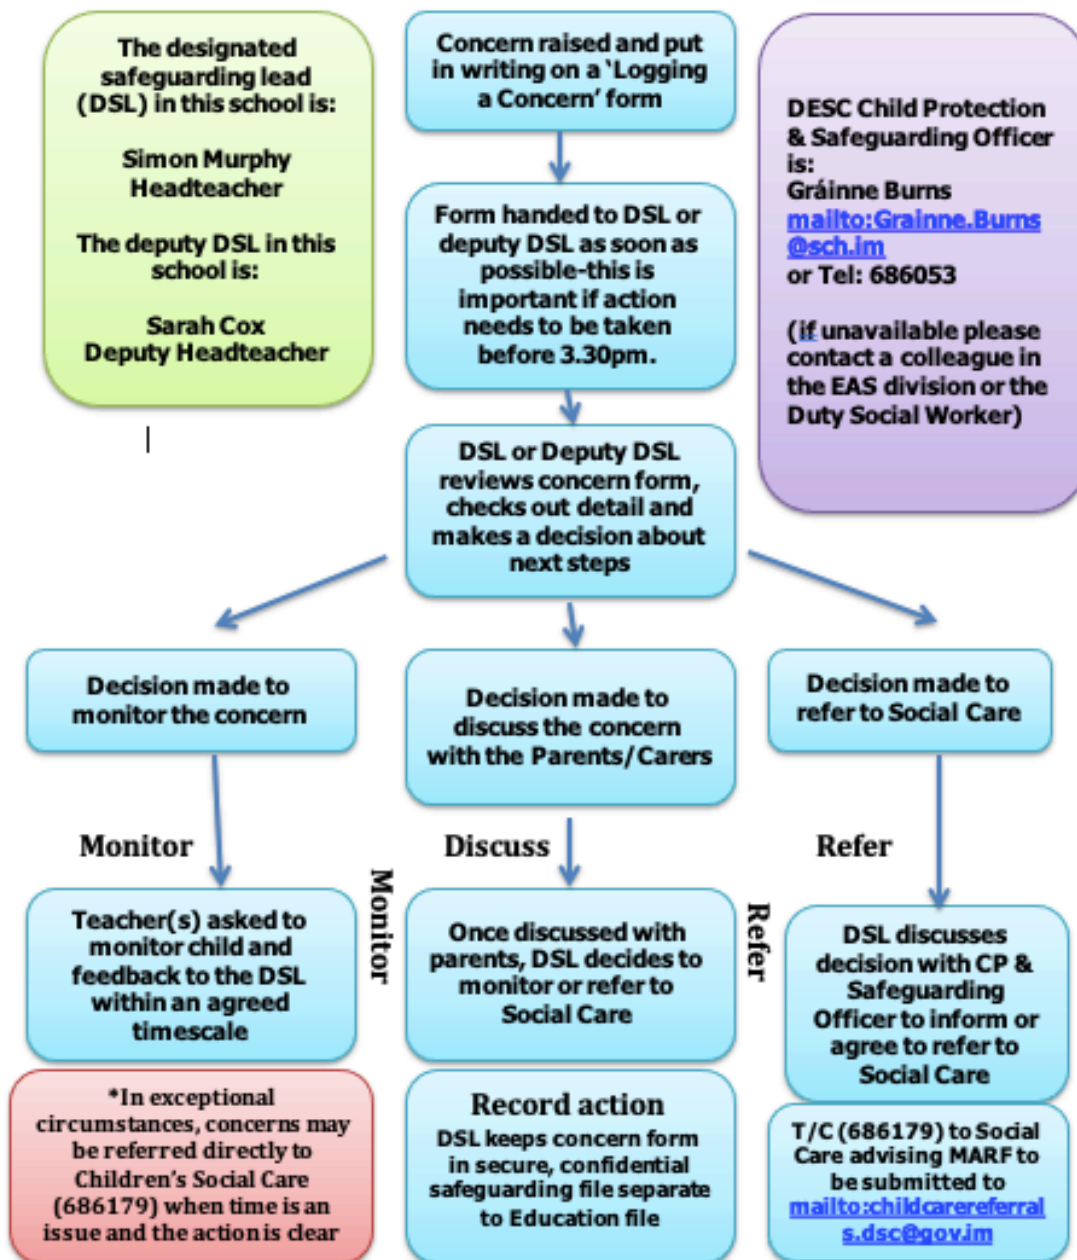 The designated
safeguarding lead
(DSL) in this school is:
Simon Murphy
Headteacher
The deputy DSL in this
school is:
Sarah Cox
Deputy Headteacher
Concern raised and put
in writing on a ‘Logging
a Concern’ form
DESC Child Protection
& Safeguarding Officer
is:
Gráinne Burns
mailto:Grainne.Burns
@sch.im
or Tel: 686053
(if unavailable please
contact a colleague in
the EAS division or the
Duty Social Worker)
Form handed to DSL or
deputy DSL as soon as
possible-this is
important if action
needs to be taken
before 3.30pm.
DSL or Deputy DSL
reviews concern form,
checks out detail and
makes a decision about
next steps
Decision made to
monitor the concern
Decision made to
discuss the concern
with the Parents/Carers
Decision made to
refer to Social Care
Monitor
Discuss
Refer
Teacher(s) asked to
monitor child and
feedback to the DSL
within an agreed
timescale
Monitor
Once discussed with
parents, DSL decides to
monitor or refer to
Social Care
Refer
DSL discusses
decision with CP &
Safeguarding
Officer to inform or
agree to refer to
Social Care
*In exceptional
circumstances, concerns may
be referred directly to
Children’s Social Care
(686179) when time is an
issue and the action is clear
Record action
DSL keeps concern form
in secure, confidential
safeguarding file separate
to Education file
T/C (686179) to Social
Care advising MARF to
be submitted to
mailto:childcarereferral
s.dsc@gov.im